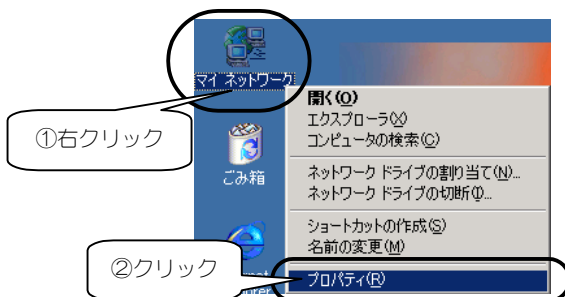 マイ ネットワーク
①右クリック
ごみ箱
開く(O)
エクスプローラ(X)
コンピュータの検索(C)
ネットワーク ドライブの割り当て(N)...
ネットワーク ドライブの切断(I)...
ショートカットの作成(S)
名前の変更(M)
プロパティ(R)
②クリック